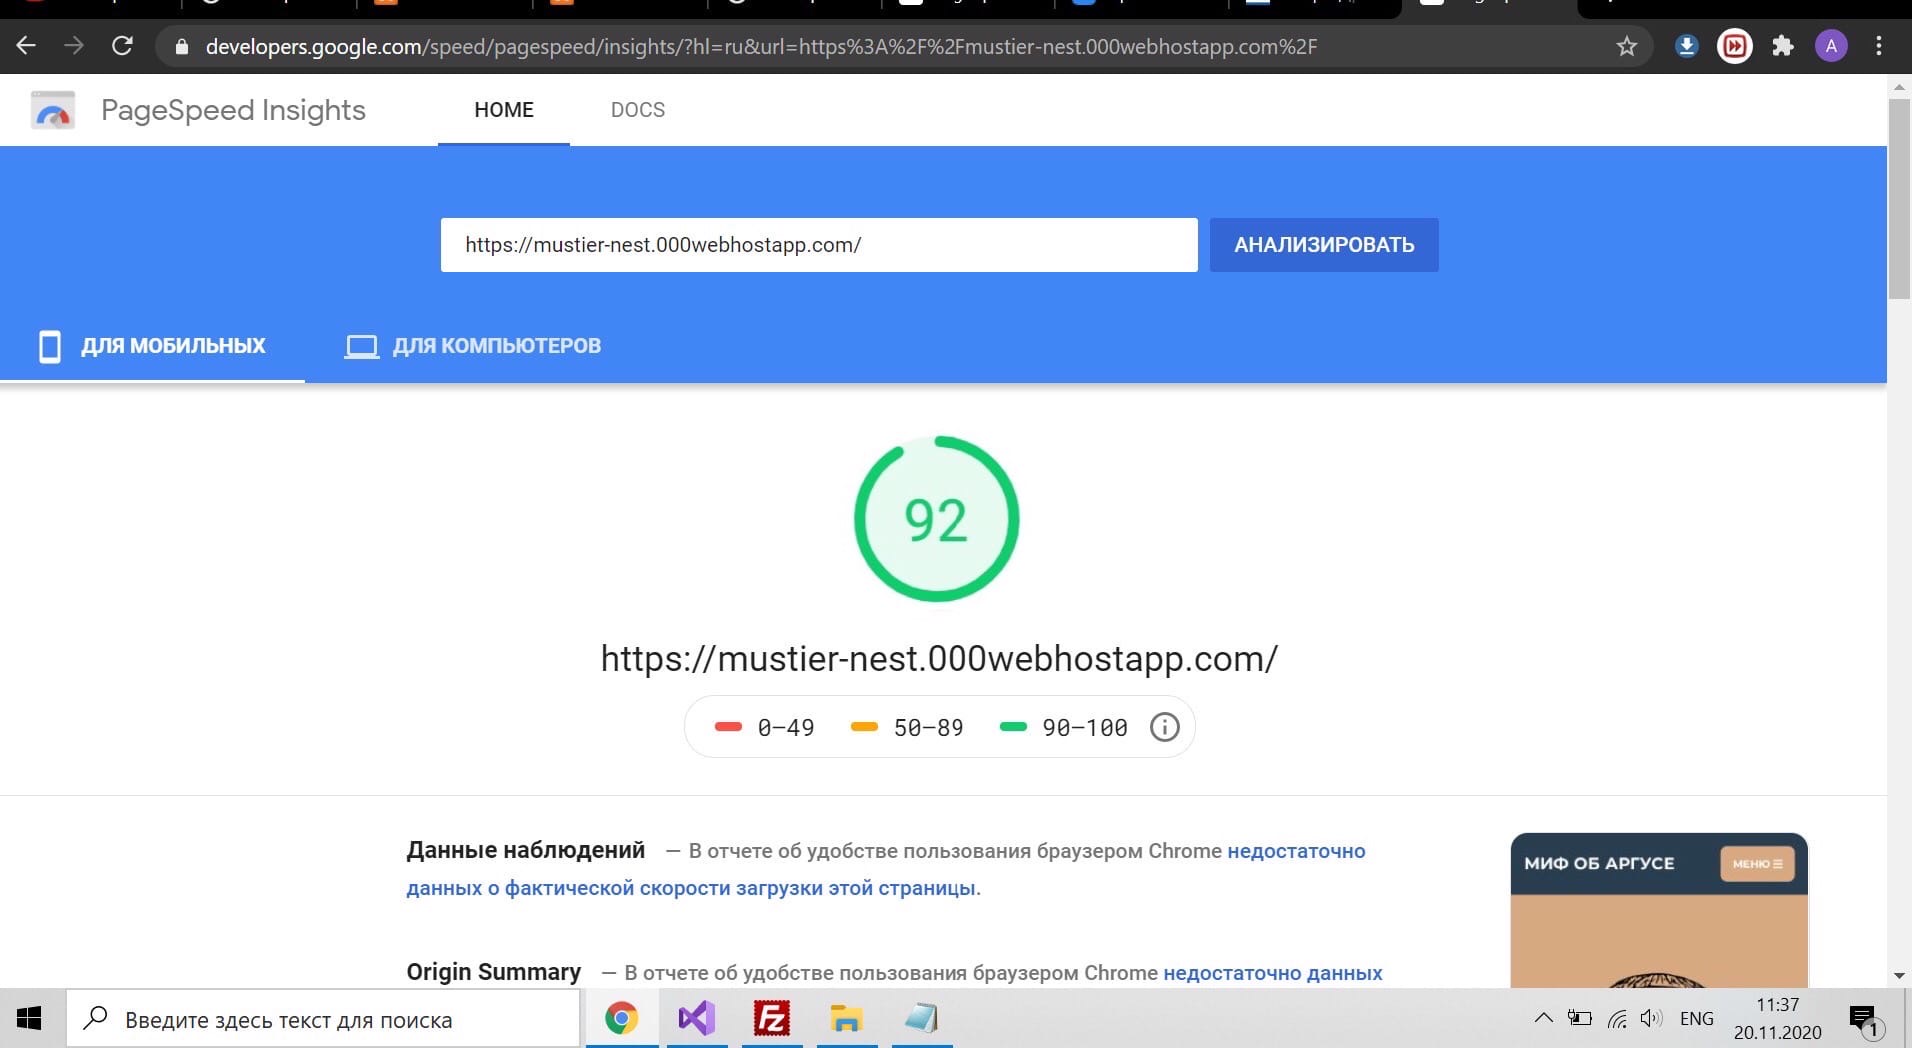 developers.google.com/speed/pagespeed/insights/?hl=ru&url=https%3A%2F%2Fmustier-nest.000webhostapp.com%2F
A
PageSpeed Insights
HOME
DOCS
https://mustier-nest.000webhostapp.com/
АНАЛИЗИРОВАТЬ
ДЛЯ МОБИЛЬНЫХ
ДЛЯ КОМПЬЮТЕРОВ
92
https://mustier-nest.000webhostapp.com/
0–49
50–89
90–100
Данные наблюдений — В отчете об удобстве пользования браузером Chrome недостаточно
данных о фактической скорости загрузки этой страницы.
МИФ ОБ АРГУСЕ
МЕНЮ
Origin Summary — В отчете об удобстве пользования браузером Chrome недостаточно данных
Введите здесь текст для поиска
Fz
ENG
11:37
20.11.2020
1